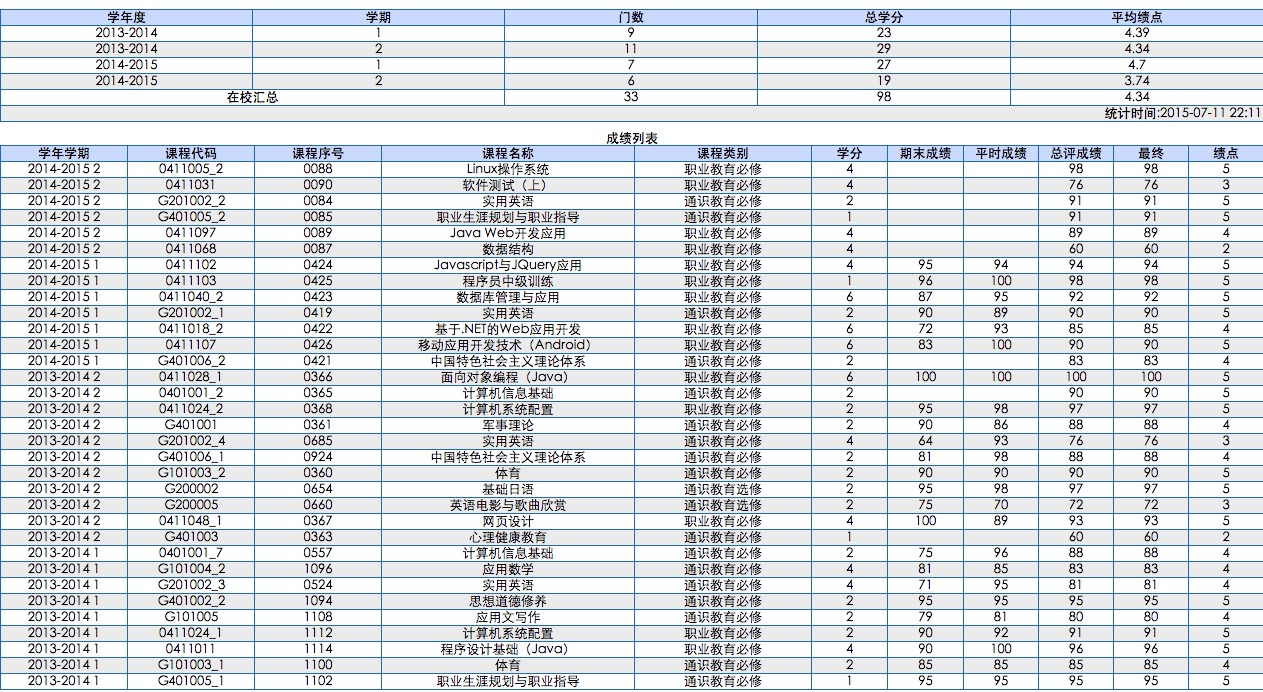 学年度 学期 门数 总学分 平均绩点
2013-2014 1 9 23 4.39
2013-2014 2 11 29 4.34
2014-2015 1 7 27 4.7
2014-2015 2 6 19 3.74
在校汇总 33 98 4.34
统计时间:2015-07-11 22:11
成绩列表
学年学期 课程代码 课程序号 课程名称 课程类别 学分 期末成绩 平时成绩 总评成绩 最终 绩点
2014-2015 2 0411005_2 0088 Linux操作系统 职业教育必修 4 98 98 5
2014-2015 2 0411031 0090 软件测试（上） 职业教育必修 4 76 76 3
2014-2015 2 G201002_2 0084 实用英语 通识教育必修 2 91 91 5
2014-2015 2 G401005_2 0085 职业生涯规划与职业指导 通识教育必修 1 91 91 5
2014-2015 2 0411097 0089 Java Web开发应用 职业教育必修 4 89 89 4
2014-2015 2 0411068 0087 数据结构 职业教育必修 4 60 60 2
2014-2015 1 0411102 0424 Javascript与JQuery应用 职业教育必修 4 95 94 94 94 5
2014-2015 1 0411103 0425 程序员中级训练 职业教育必修 1 96 100 98 98 5
2014-2015 1 0411040_2 0423 数据库管理与应用 职业教育必修 6 87 95 92 92 5
2014-2015 1 G201002_1 0419 实用英语 通识教育必修 2 90 89 90 90 5
2014-2015 1 0411018_2 0422 基于.NET的Web应用开发 职业教育必修 6 72 93 85 85 4
2014-2015 1 0411107 0426 移动应用开发技术（Android） 职业教育必修 6 83 100 90 90 5
2014-2015 1 G401006_2 0421 中国特色社会主义理论体系 通识教育必修 2 83 83 4
2013-2014 2 0411028_1 0366 面向对象编程（Java） 职业教育必修 6 100 100 100 100 5
2013-2014 2 0401001_2 0365 计算机信息基础 通识教育必修 2 90 90 5
2013-2014 2 0411024_2 0368 计算机系统配置 职业教育必修 2 95 98 97 97 5
2013-2014 2 G401001 0361 军事理论 通识教育必修 2 90 86 88 88 4
2013-2014 2 G201002_4 0685 实用英语 通识教育必修 4 64 93 76 76 3
2013-2014 2 G401006_1 0924 中国特色社会主义理论体系 通识教育必修 2 81 98 88 88 4
2013-2014 2 G101003_2 0360 体育 通识教育必修 2 90 90 90 90 5
2013-2014 2 G200002 0654 基础日语 通识教育选修 2 95 98 97 97 5
2013-2014 2 G200005 0660 英语电影与歌曲欣赏 通识教育选修 2 75 70 72 72 3
2013-2014 2 0411048_1 0367 网页设计 职业教育必修 4 100 89 93 93 5
2013-2014 2 G401003 0363 心理健康教育 通识教育必修 1 60 60 2
2013-2014 1 0401001_7 0557 计算机信息基础 通识教育必修 2 75 96 88 88 4
2013-2014 1 G101004_2 1096 应用数学 通识教育必修 4 81 85 83 83 4
2013-2014 1 G201002_3 0524 实用英语 通识教育必修 4 71 95 81 81 4
2013-2014 1 G401002_2 1094 思想道德修养 通识教育必修 2 95 95 95 95 5
2013-2014 1 G101005 1108 应用文写作 通识教育必修 2 79 81 80 80 4
2013-2014 1 0411024_1 1112 计算机系统配置 职业教育必修 2 90 92 91 91 5
2013-2014 1 0411011 1114 程序设计基础（Java） 职业教育必修 4 90 100 96 96 5
2013-2014 1 G101003_1 1100 体育 通识教育必修 2 85 85 85 85 4
2013-2014 1 G401005_1 1102 职业生涯规划与职业指导 通识教育必修 1 95 95 95 95 5